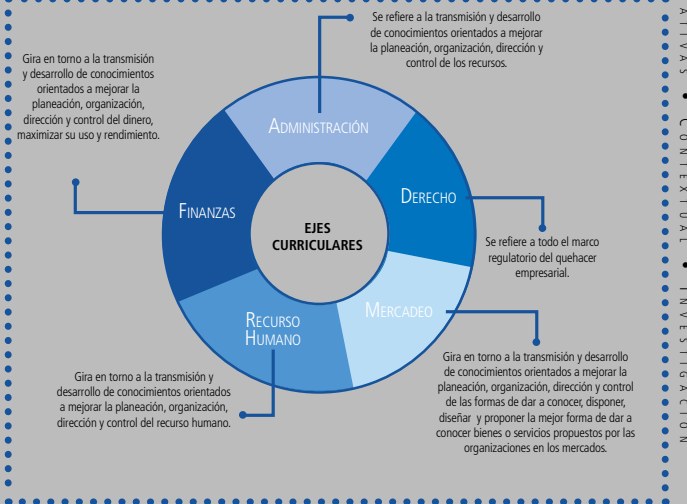 Se refiere a la transmisión y desarrollo
de conocimientos orientados a mejorar
la planeación, organización, dirección y
control de los recursos.
Gira en torno a la transmisión
y desarrollo de conocimientos
orientados a mejorar la
planeación, organización,
dirección y control del dinero,
maximizar su uso y rendimiento.
ADMINISTRACIÓN
DERECHO
FINANZAS
EJES
CURRICULARES
Se refiere a todo el marco
regulatorio del quehacer
empresarial.
MERCADEO
RECURSO
HUMANO
Gira en torno a la transmisión y
desarrollo de conocimientos orientados
a mejorar la planeación, organización,
dirección y control del recurso humano.
Gira en torno a la transmisión y desarrollo
de conocimientos orientados a mejorar la
planeación, organización, dirección y control
de las formas de dar a conocer, disponer,
diseñar y proponer la mejor forma de dar a
conocer bienes o servicios propuestos por las
organizaciones en los mercados.
ATIVAS • CONTEXTUAL • INVESTIGACIÓN